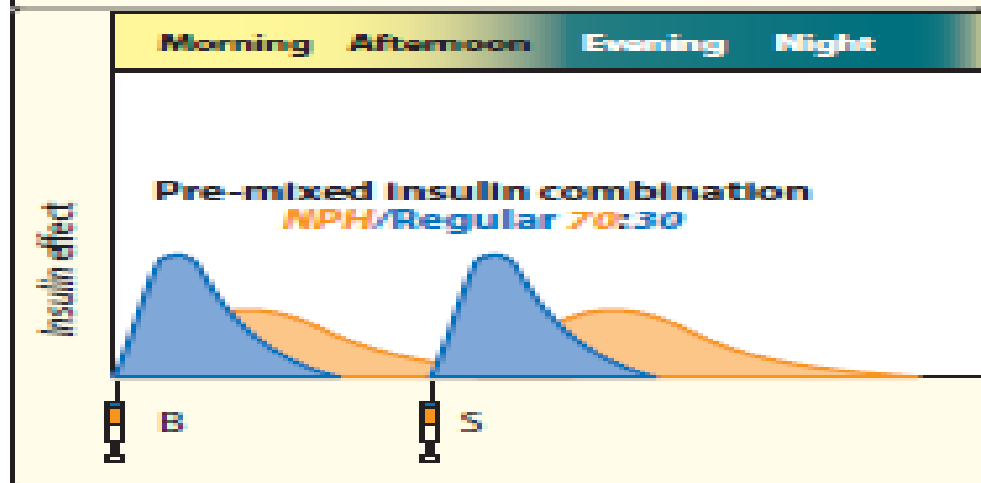 Morning Afternoon Evening Night
Pre-mixed insulin combination
NPH/Regular 70:30
Insulin effect
B S